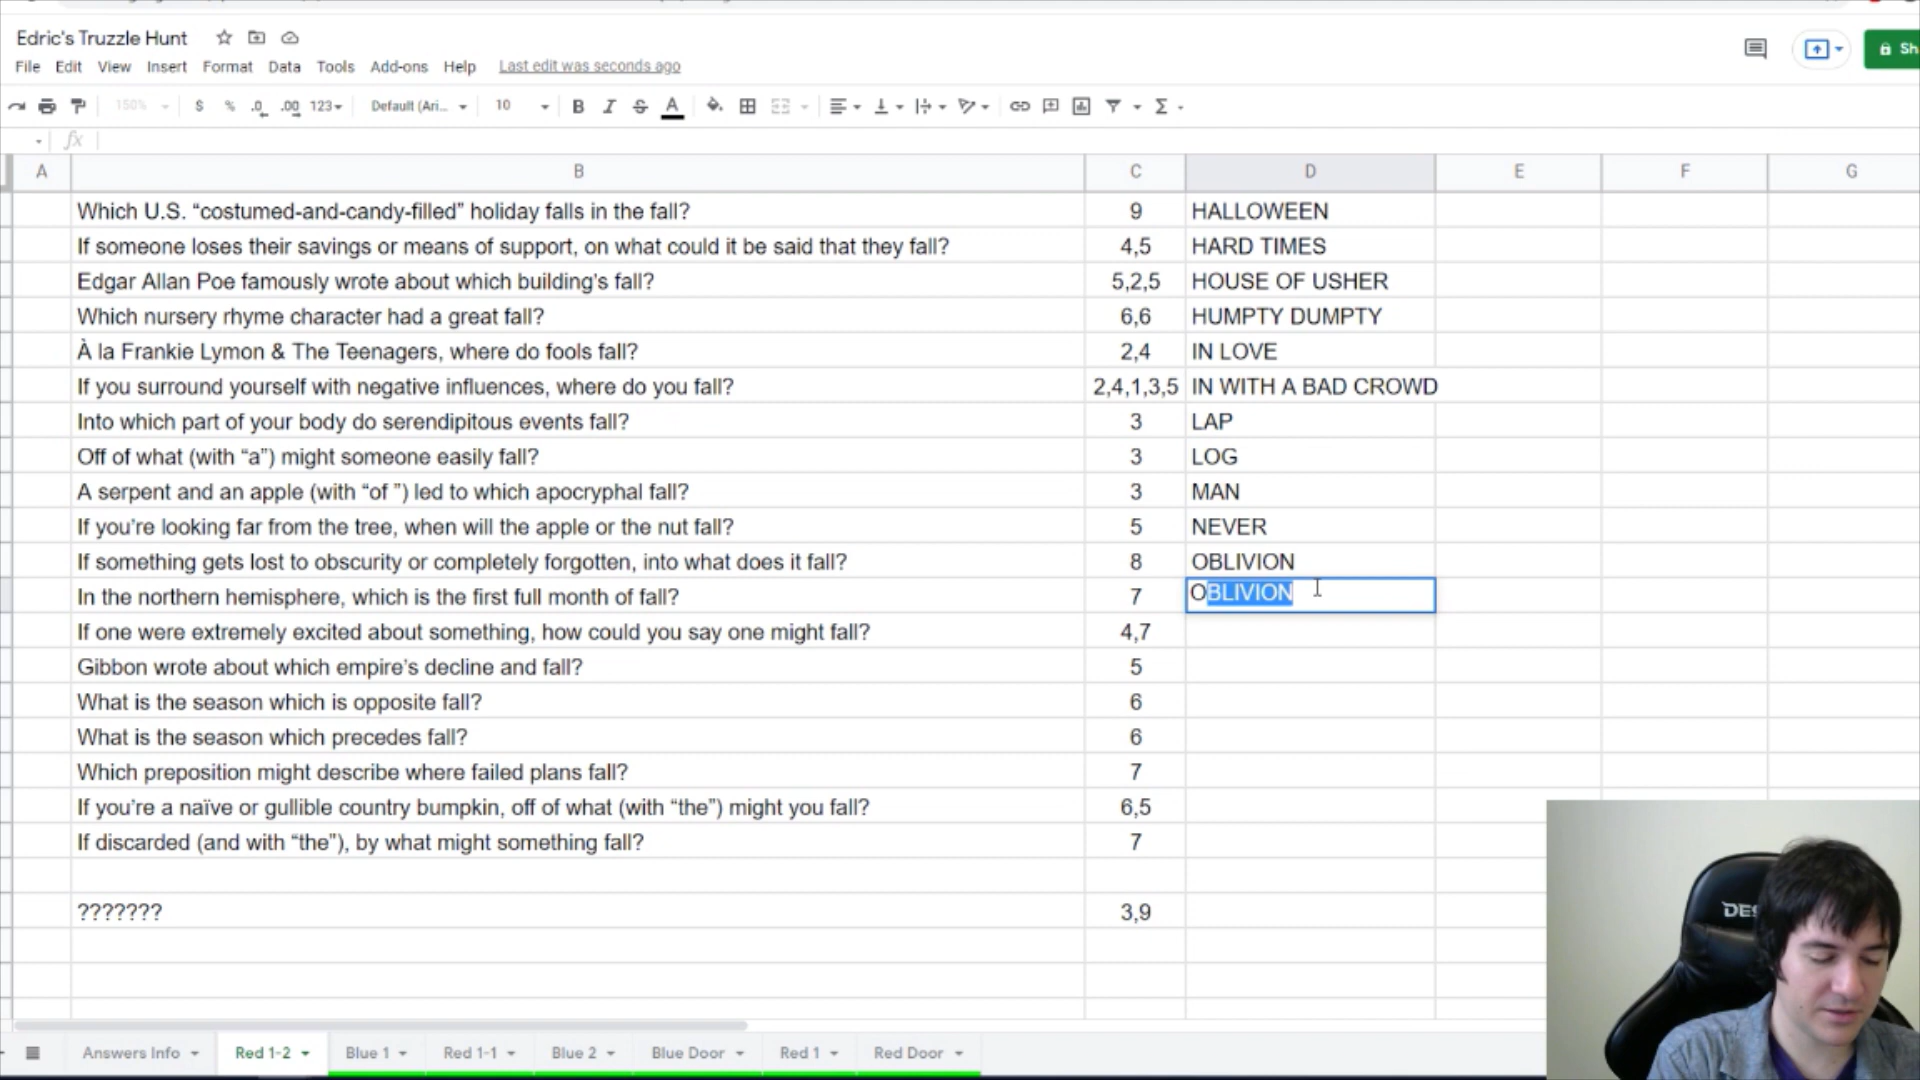 Edric's Truzzle Hunt
File Edit View Insert Format Data Tools Add-ons Help Last edit was seconds ago
Sh
150% $ % .0 .00 123 Default (Ari... 10 B I S A
fx
A B C D E F G
Which U.S. “costumed-and-candy-filled” holiday falls in the fall? 9 HALLOWEEN
If someone loses their savings or means of support, on what could it be said that they fall? 4,5 HARD TIMES
Edgar Allan Poe famously wrote about which building's fall? 5,2,5 HOUSE OF USHER
Which nursery rhyme character had a great fall? 6,6 HUMPTY DUMPTY
À la Frankie Lymon & The Teenagers, where do fools fall? 2,4 IN LOVE
If you surround yourself with negative influences, where do you fall? 2,4,1,3,5 IN WITH A BAD CROWD
Into which part of your body do serendipitous events fall? 3 LAP
Off of what (with “a”) might someone easily fall? 3 LOG
A serpent and an apple (with “of ”) led to which apocryphal fall? 3 MAN
If you're looking far from the tree, when will the apple or the nut fall? 5 NEVER
If something gets lost to obscurity or completely forgotten, into what does it fall? 8 OBLIVION
In the northern hemisphere, which is the first full month of fall? 7 OBLIVION
If one were extremely excited about something, how could you say one might fall? 4,7
Gibbon wrote about which empire's decline and fall? 5
What is the season which is opposite fall? 6
What is the season which precedes fall? 6
Which preposition might describe where failed plans fall? 7
If you're a naïve or gullible country bumpkin, off of what (with “the”) might you fall? 6,5
If discarded (and with “the”), by what might something fall? 7
??????? 3,9
DES
Answers Info Red 1-2 Blue 1 Red 1-1 Blue 2 Blue Door Red 1 Red Door